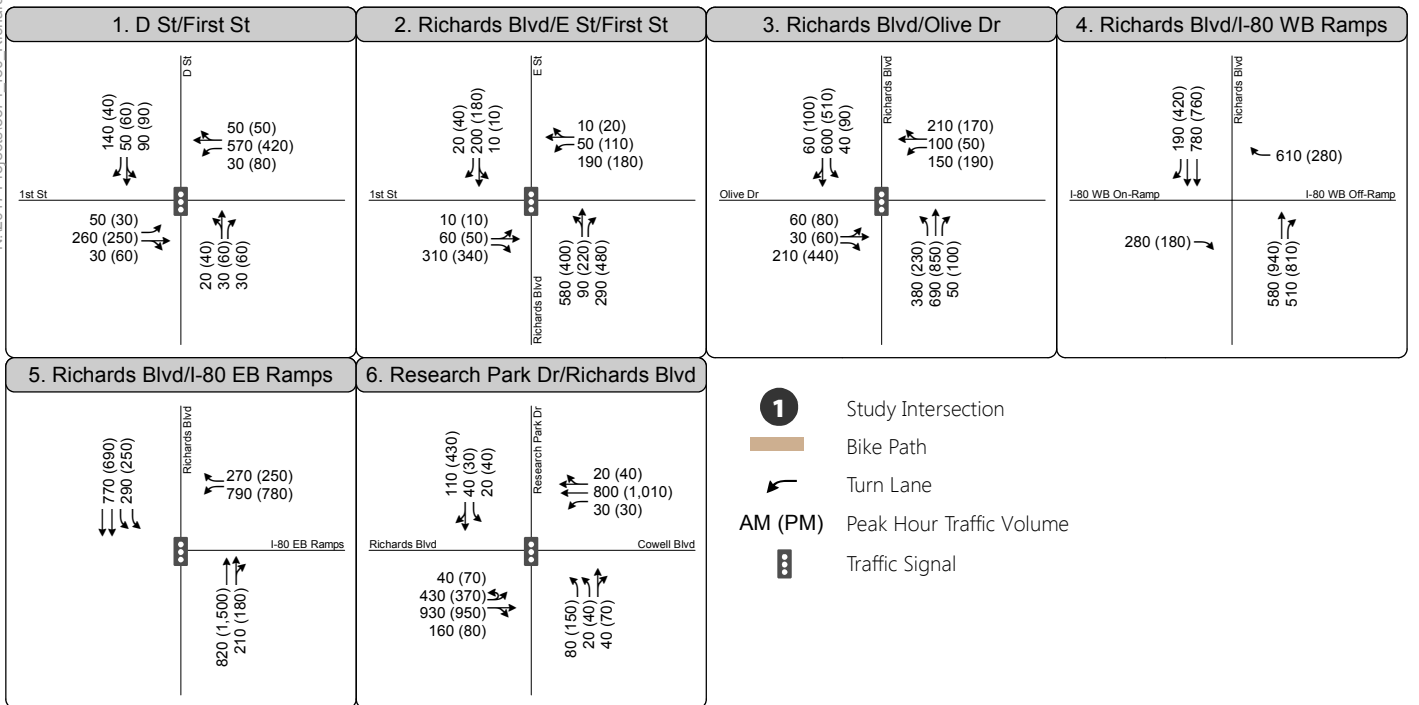 1. D St/First St
D St
140 (40)
50 (60)
90 (90)
50 (50)
570 (420)
30 (80)
1st St
50 (30)
260 (250)
30 (60)
20 (40)
30 (60)
30 (60)
2. Richards Blvd/E St/First St
E St
20 (40)
200 (180)
10 (10)
10 (20)
50 (110)
190 (180)
1st St
10 (10)
60 (50)
310 (340)
580 (400)
90 (220)
290 (480)
Richards Blvd
3. Richards Blvd/Olive Dr
Richards Blvd
60 (100)
600 (510)
40 (90)
210 (170)
100 (50)
150 (190)
Olive Dr
60 (80)
30 (60)
210 (440)
380 (230)
690 (850)
50 (100)
4. Richards Blvd/I-80 WB Ramps
Richards Blvd
190 (420)
780 (760)
610 (280)
I-80 WB On-Ramp
I-80 WB Off-Ramp
280 (180)
580 (940)
510 (810)
5. Richards Blvd/I-80 EB Ramps
Richards Blvd
770 (690)
290 (250)
270 (250)
790 (780)
I-80 EB Ramps
820 (1,500)
210 (180)
6. Research Park Dr/Richards Blvd
Research Park Dr
110 (430)
40 (30)
20 (40)
20 (40)
800 (1,010)
30 (30)
Richards Blvd
Cowell Blvd
40 (70)
430 (370)
930 (950)
160 (80)
80 (150)
20 (40)
40 (70)
1 Study Intersection
Bike Path
Turn Lane
AM (PM) Peak Hour Traffic Volume
Traffic Signal